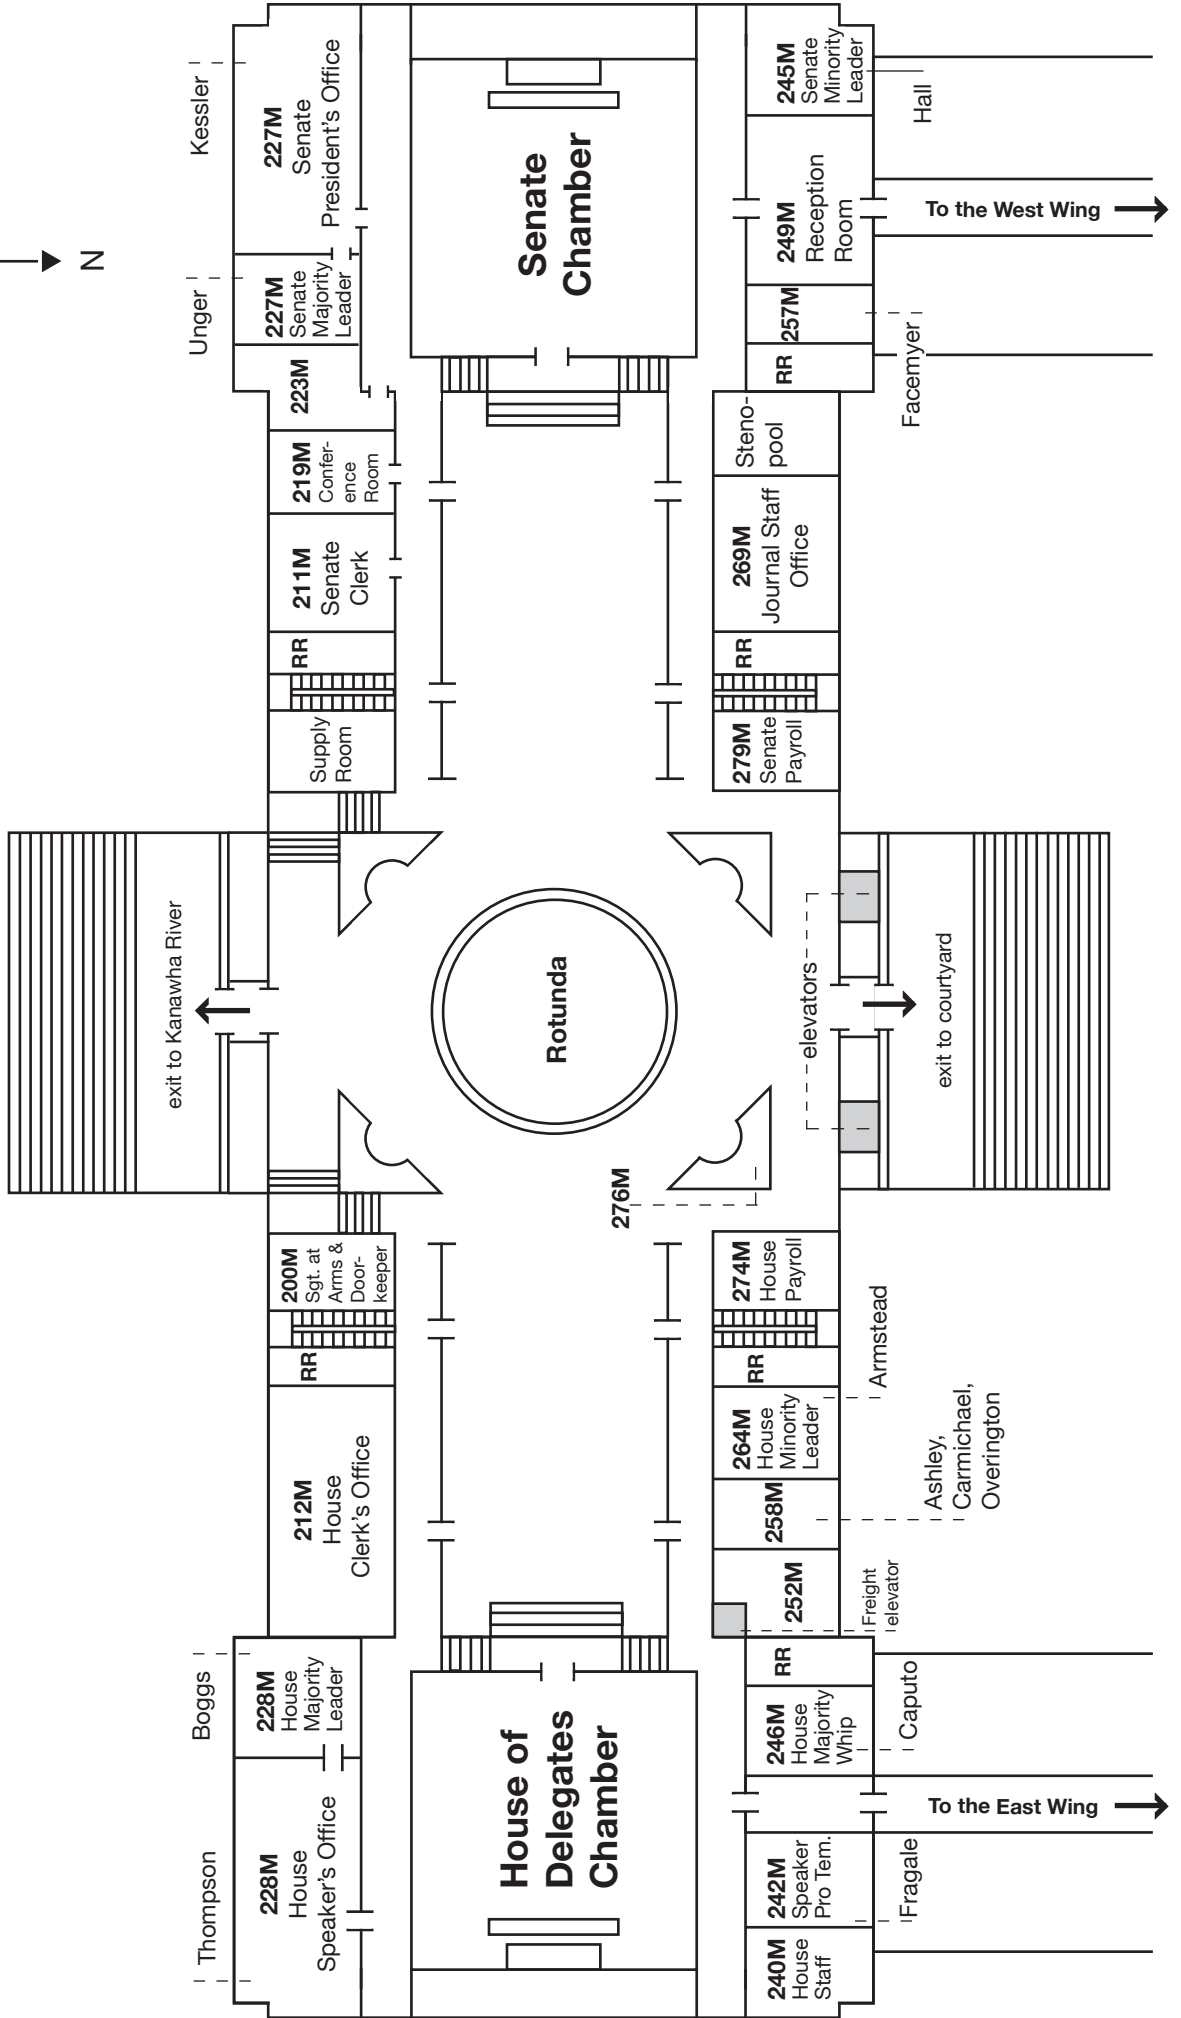 Kessler
227M
Senate
President's Office
N
Unger
227M
Senate
Majority
Leader
223M
219M
Confer-
ence
Room
211M
Senate
Clerk
RR
Supply
Room
Senate
Chamber
245M
Senate
Minority
Leader
Hall
249M
Reception
Room
To the West Wing
257M
Facemyer
RR
Steno-
pool
269M
Journal Staff
Office
RR
279M
Senate
Payroll
exit to Kanawha River
Rotunda
elevators
exit to courtyard
276M
200M
Sgt. at
Arms &
Door-
keeper
RR
212M
House
Clerk's Office
274M
House
Payroll
RR
Armstead
264M
House
Minority
Leader
258M
Ashley,
Carmichael,
Overington
252M
Freight
elevator
Boggs
228M
House
Majority
Leader
Thompson
228M
House
Speaker's Office
House of
Delegates
Chamber
RR
246M
House
Majority
Whip
Caputo
To the East Wing
242M
Speaker
Pro Tem.
Fragale
240M
House
Staff